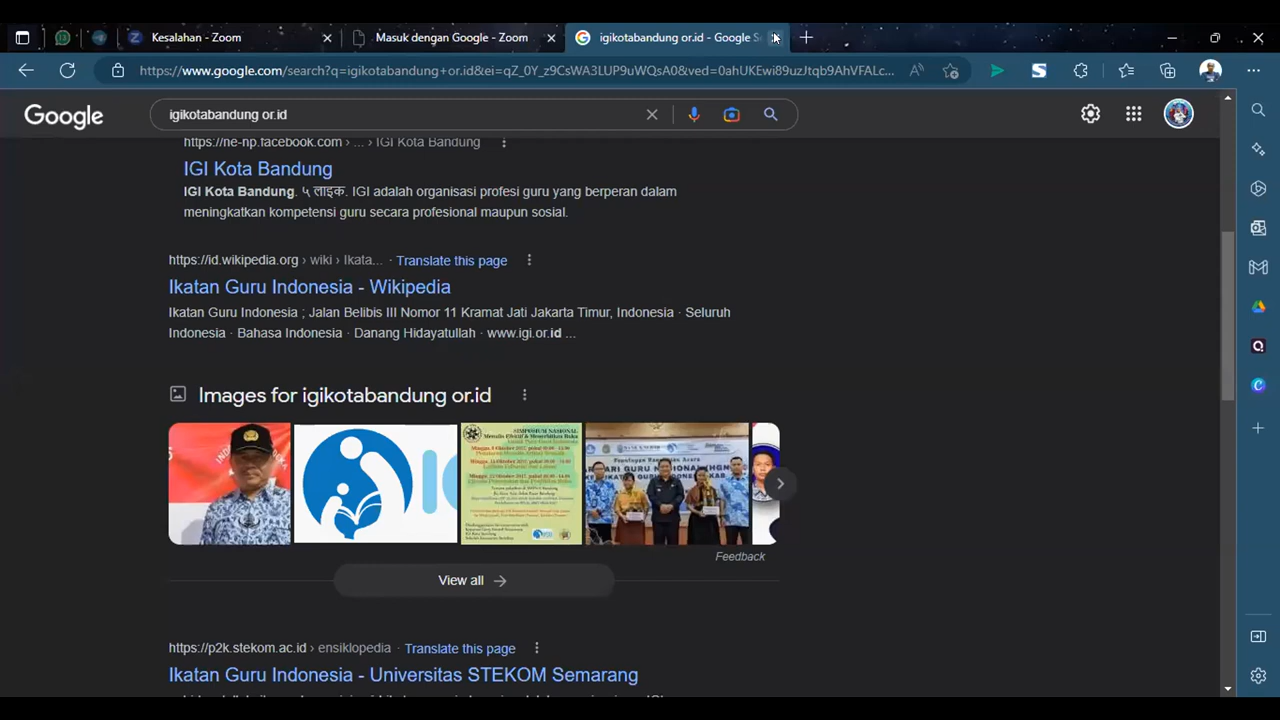 Kesalahan - Zoom
Masuk dengan Google - Zoom
igikotabandung or.id - Google S
https://www.google.com/search?q=igikotabandung+or.id&ei=qZ_0Y_z9CsWA3LUP9uWQsA0&ved=0ahUKEwi89uzJtqb9AhVFALc...
Google
igikotabandung or.id
https://ne-np.facebook.com › ... › IGI Kota Bandung
IGI Kota Bandung
IGI Kota Bandung. ५ लाइक. IGI adalah organisasi profesi guru yang berperan dalam
meningkatkan kompetensi guru secara profesional maupun sosial.
https://id.wikipedia.org › wiki › Ikata... · Translate this page
Ikatan Guru Indonesia - Wikipedia
Ikatan Guru Indonesia ; Jalan Belibis III Nomor 11 Kramat Jati Jakarta Timur, Indonesia · Seluruh
Indonesia · Bahasa Indonesia · Danang Hidayatullah · www.igi.or.id ...
Images for igikotabandung or.id
SIMPOSIUM NASIONAL
Feedback
View all
https://p2k.stekom.ac.id › ensiklopedia · Translate this page
Ikatan Guru Indonesia - Universitas STEKOM Semarang